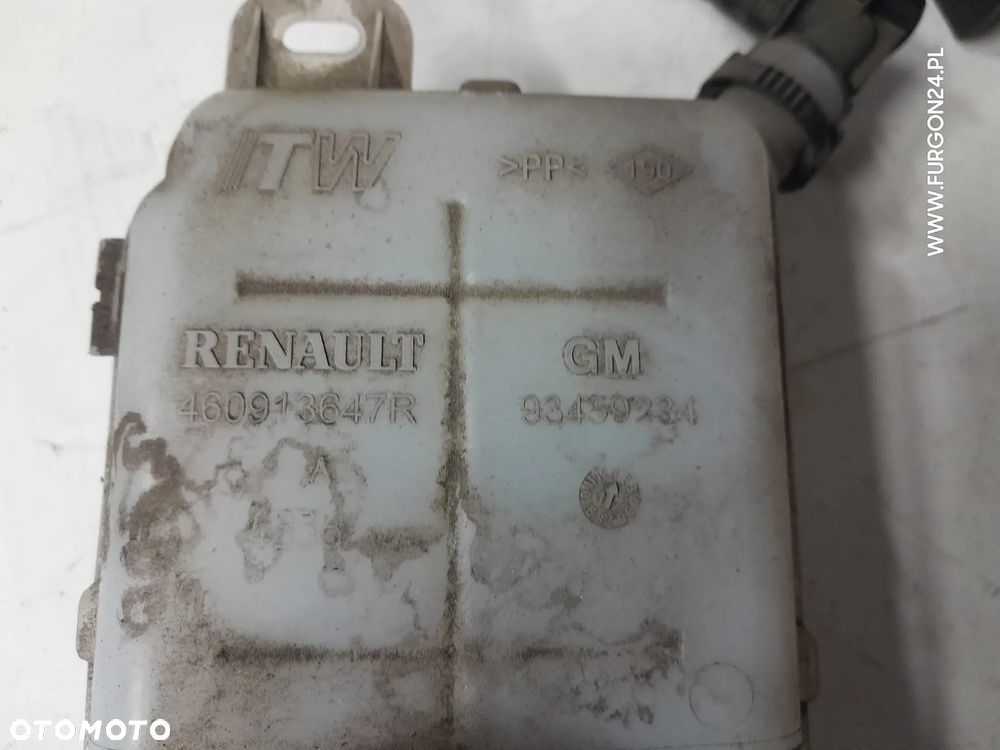 ITW
>PP<
RENAULT GM
460913647R 93459234
A
WWW.FURGON24.PL
OTOMOTO